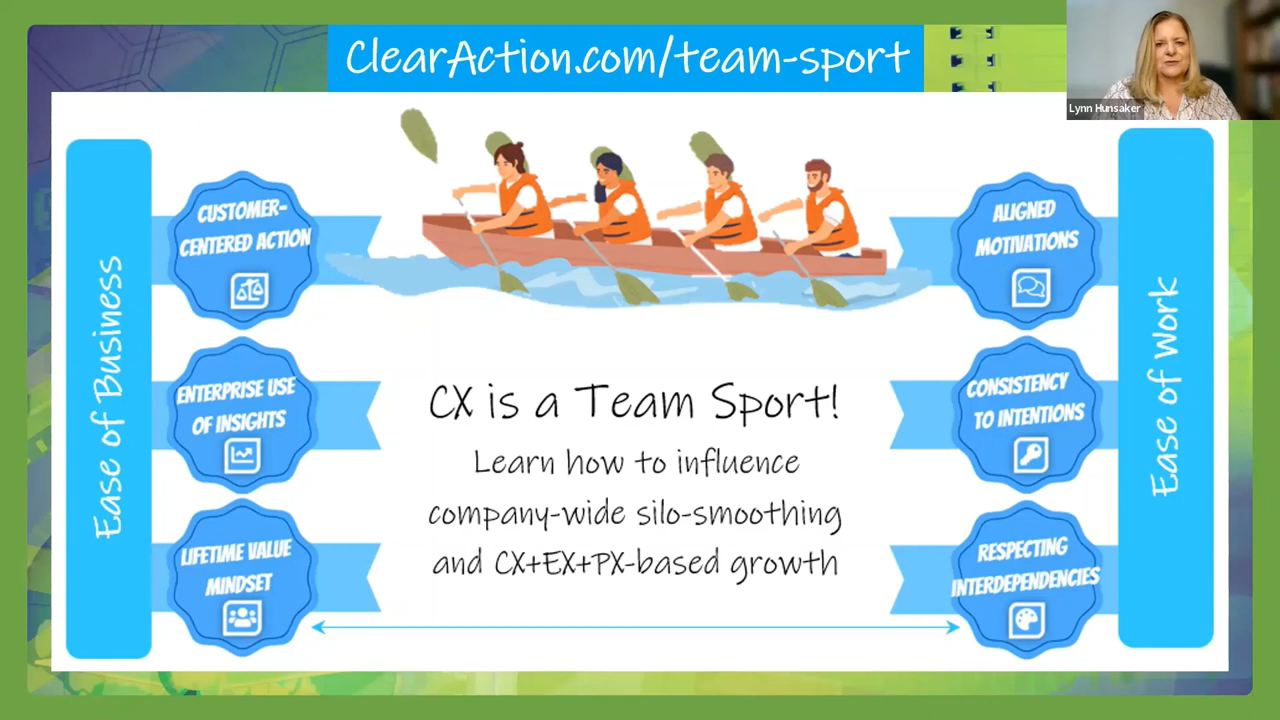 ClearAction.com/team-sport
Lynn Hunsaker
Ease of Business
CUSTOMER-
CENTERED ACTION
ENTERPRISE USE
OF INSIGHTS
LIFETIME VALUE
MINDSET
CX is a Team Sport!
Learn how to influence
company-wide silo-smoothing
and CX+EX+PX-based growth
ALIGNED
MOTIVATIONS
CONSISTENCY
TO INTENTIONS
RESPECTING
INTERDEPENDENCIES
Ease of Work